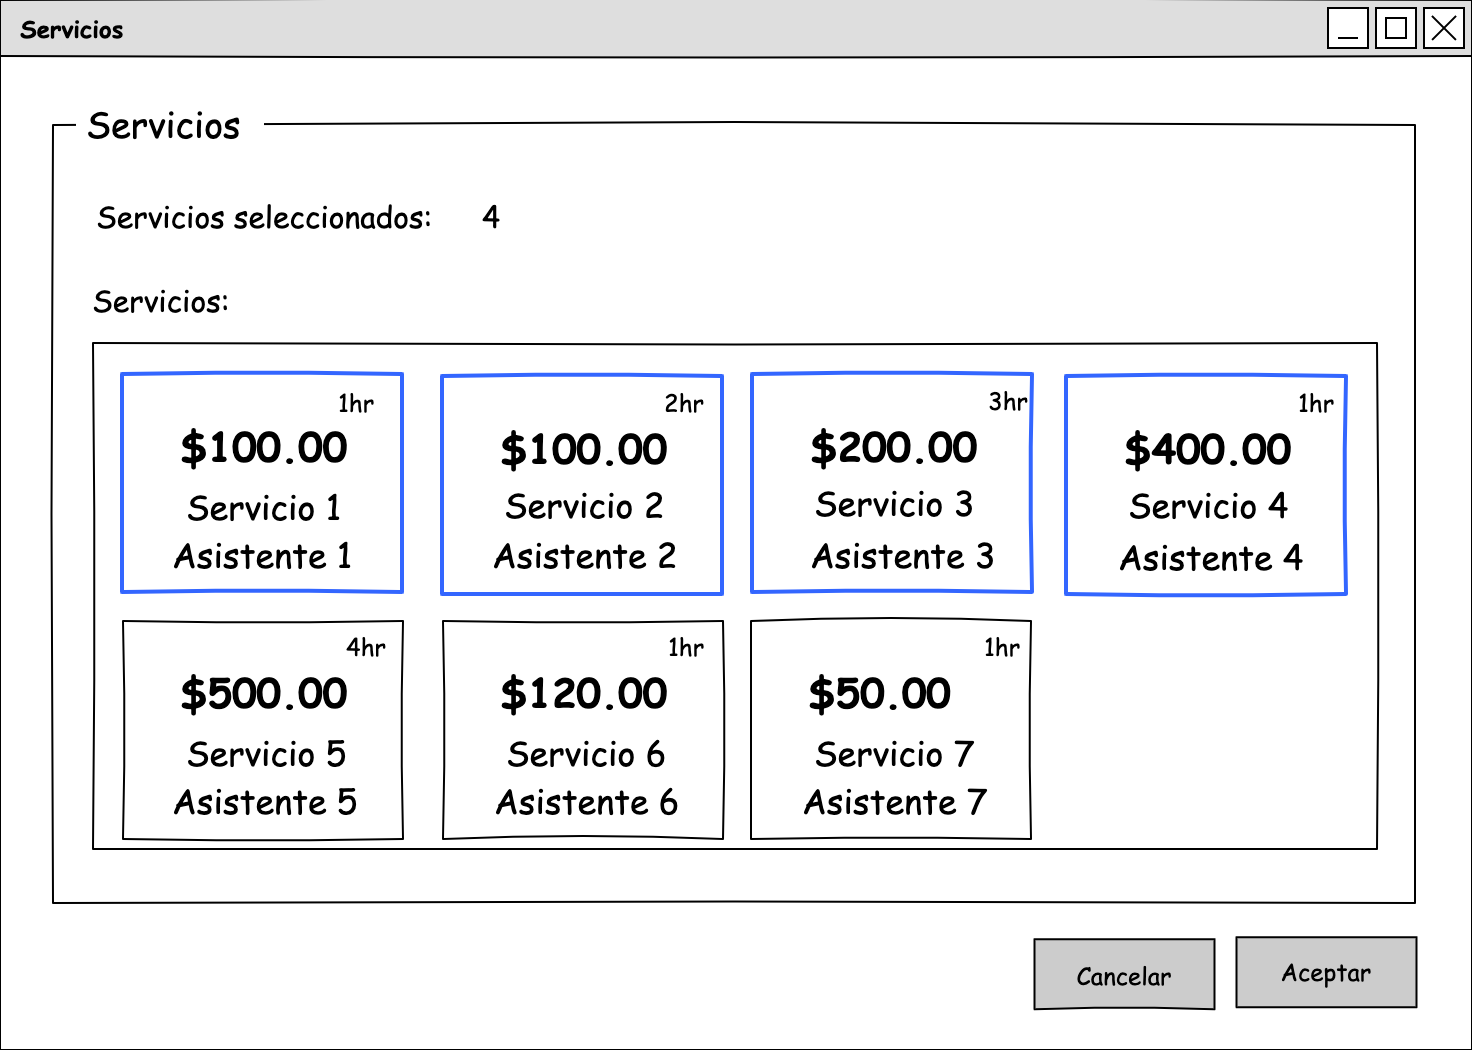 Servicios
Servicios
Servicios seleccionados: 4
Servicios:
1hr
$100.00
Servicio 1
Asistente 1
2hr
$100.00
Servicio 2
Asistente 2
3hr
$200.00
Servicio 3
Asistente 3
1hr
$400.00
Servicio 4
Asistente 4
4hr
$500.00
Servicio 5
Asistente 5
1hr
$120.00
Servicio 6
Asistente 6
1hr
$50.00
Servicio 7
Asistente 7
Cancelar
Aceptar